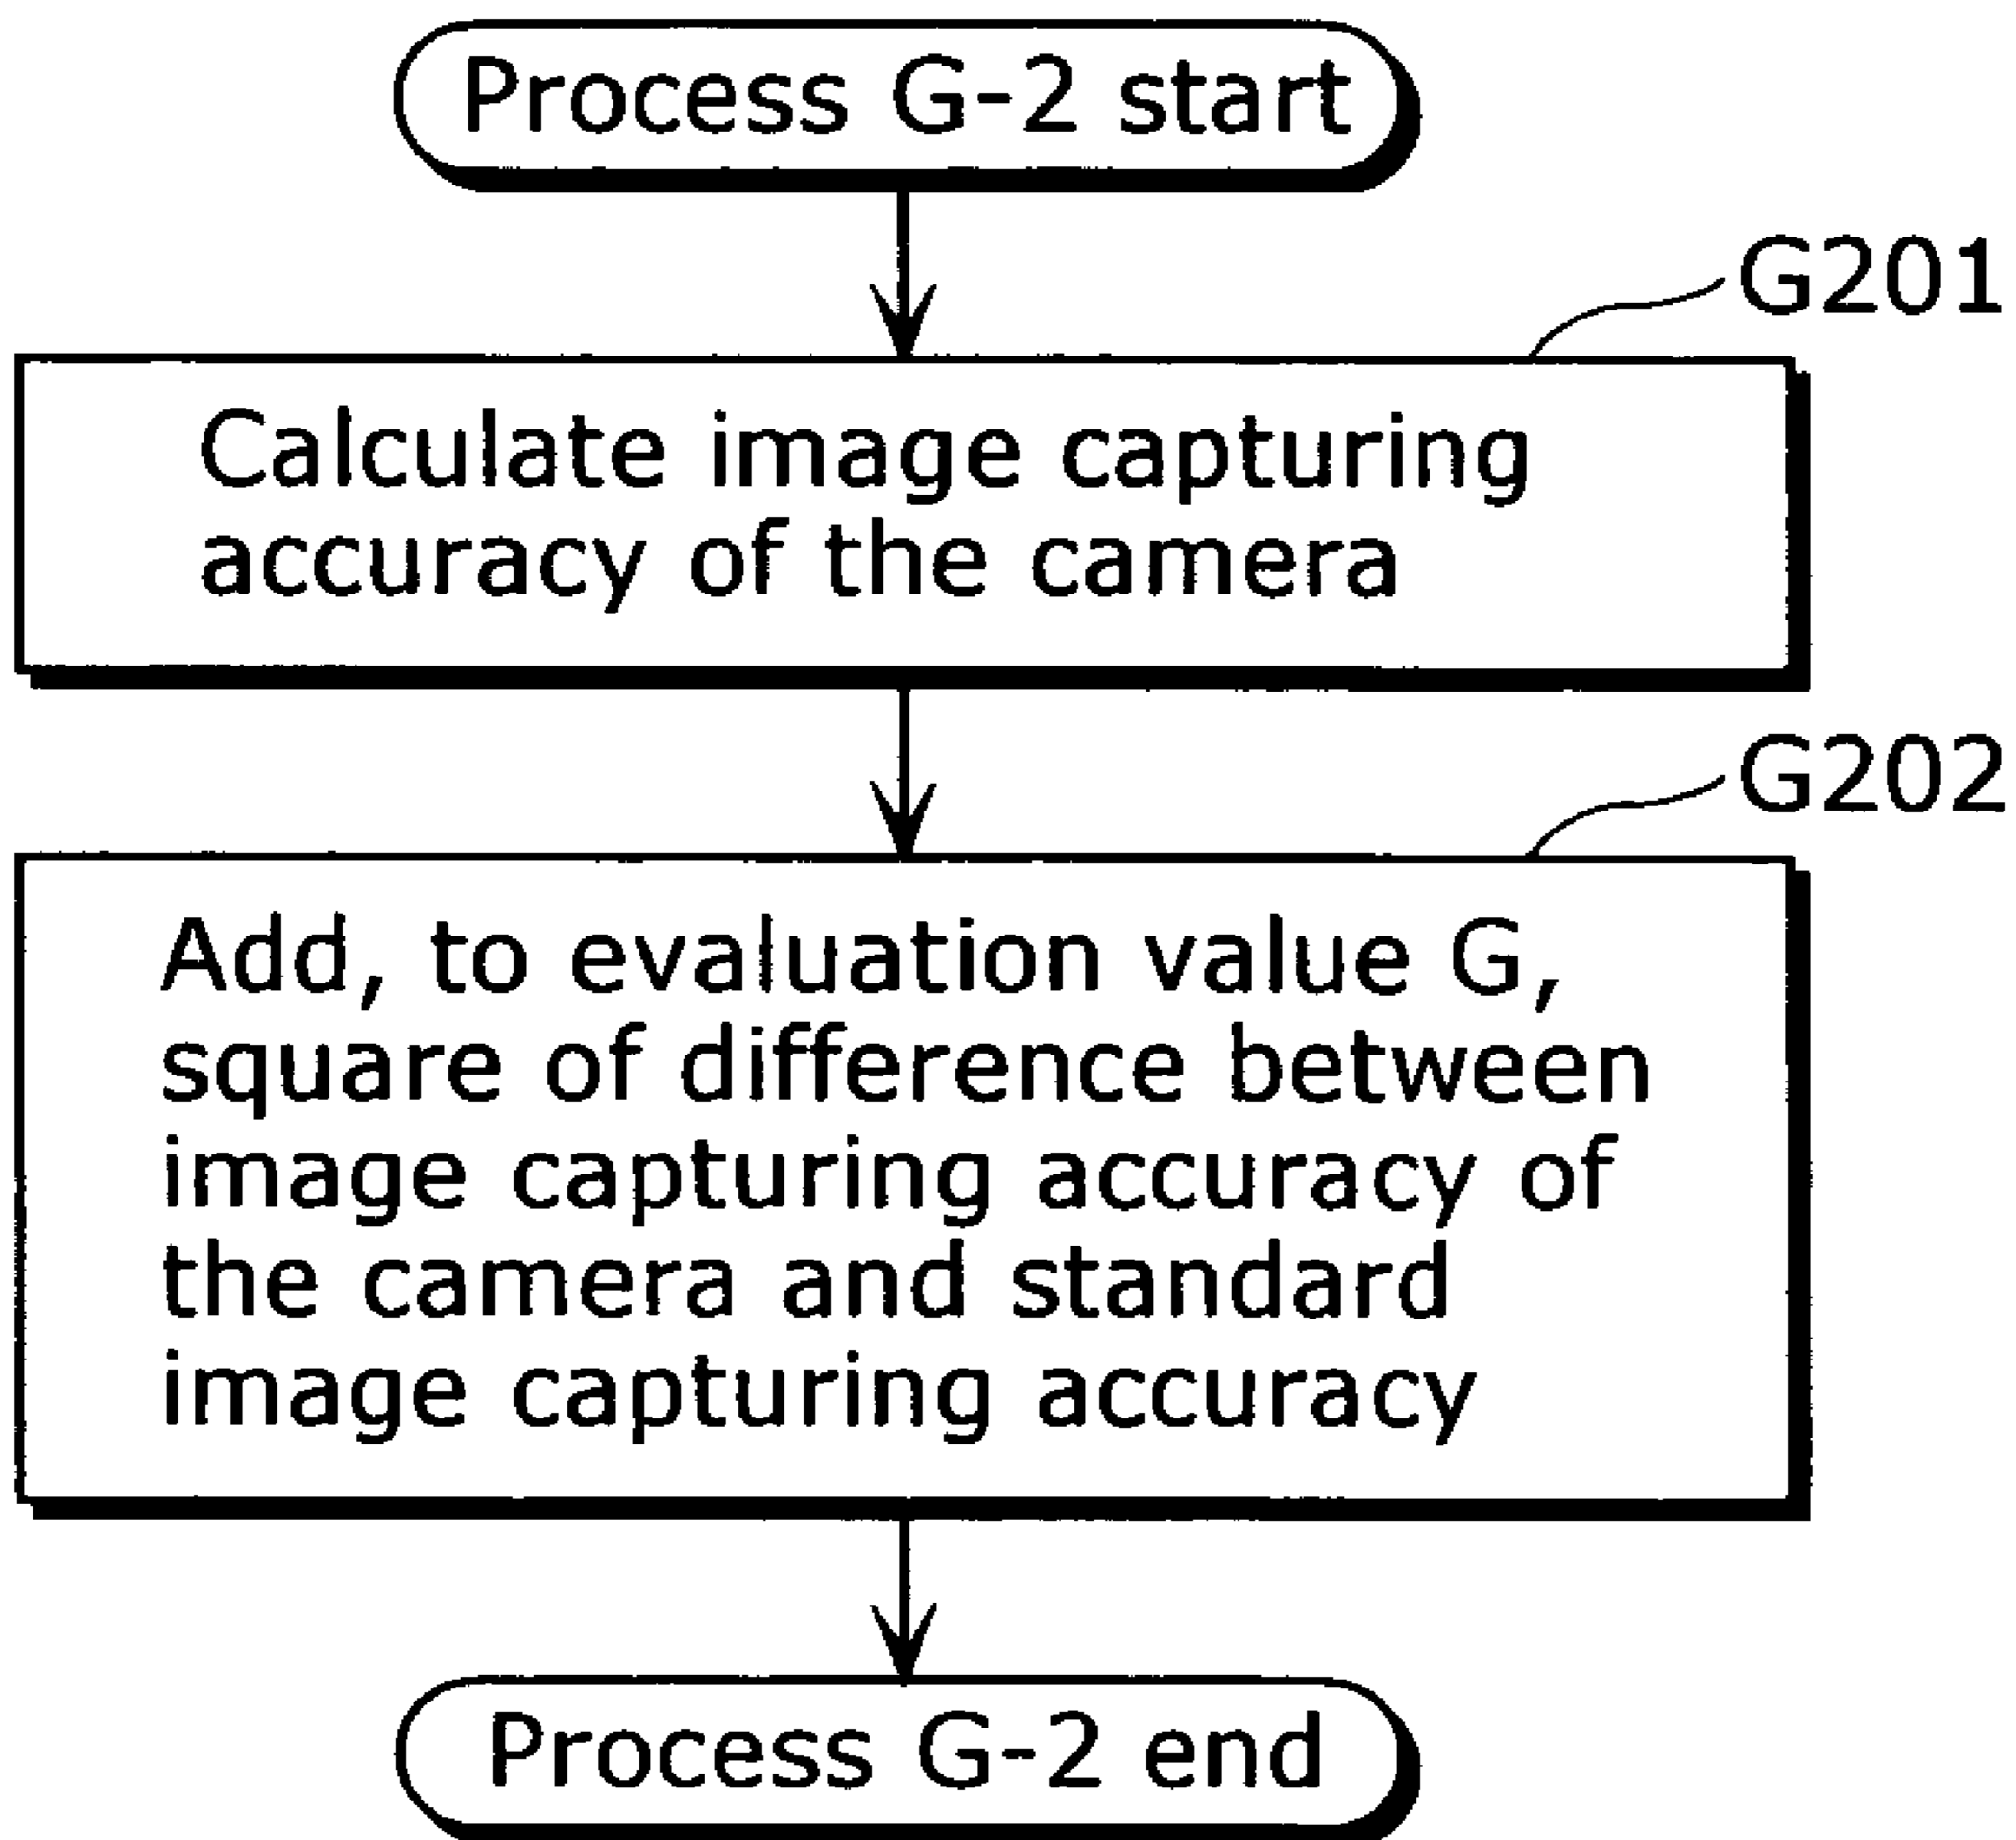 Process G-2 start
G201
Calculate image capturing
accuracy of the camera
G202
Add, to evaluation value G,
square of difference between
image capturing accuracy of
the camera and standard
image capturing accuracy
Process G-2 end